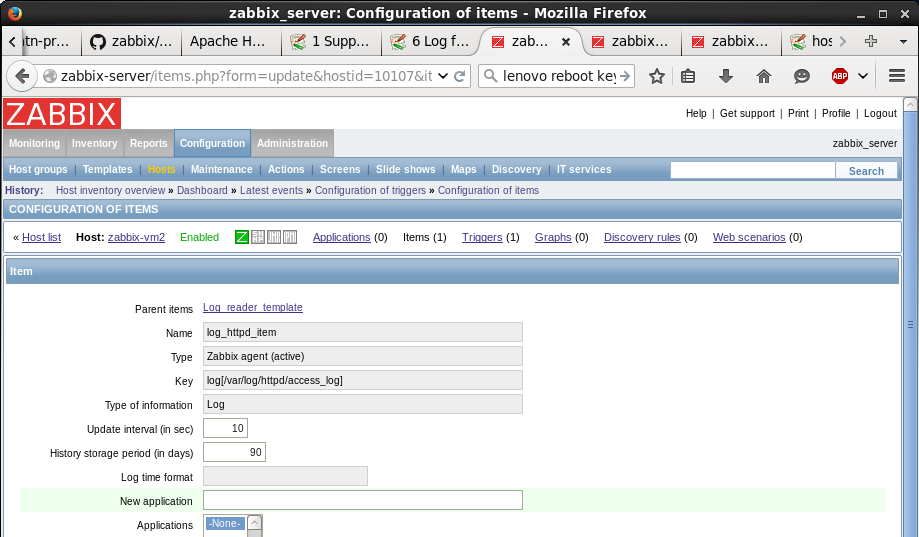 zabbix_server: Configuration of items - Mozilla Firefox
ıtn-pr... zabbix/... Apache H... 1 Supp... 6 Log f... zab... zabbix... zabbix... hos
zabbix-server/items.php?form=update&hostid=10107&it lenovo reboot key ABP
ZABBIX
Help | Get support | Print | Profile | Logout
Monitoring Inventory Reports Configuration Administration zabbix_server
Host groups | Templates | Hosts | Maintenance | Actions | Screens | Slide shows | Maps | Discovery | IT services Search
History: Host inventory overview » Dashboard » Latest events » Configuration of triggers » Configuration of items
CONFIGURATION OF ITEMS
« Host list Host: zabbix-vm2 Enabled Z Applications (0) Items (1) Triggers (1) Graphs (0) Discovery rules (0) Web scenarios (0)
Item
Parent items Log_reader_template
Name log_httpd_item
Type Zabbix agent (active)
Key log[/var/log/httpd/access_log]
Type of information Log
Update interval (in sec) 10
History storage period (in days) 90
Log time format
New application
Applications -None-